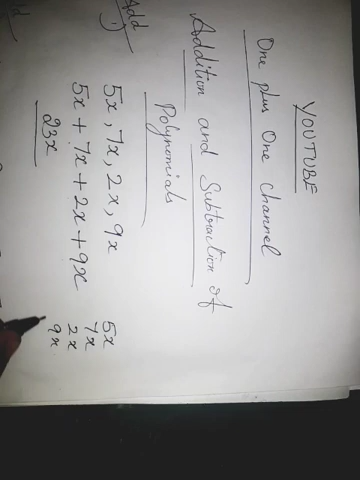 YOUTUBE
One plus One Channel
Addition and Subtraction of
Polynomials
Add
i)
5x, 7x, 2x, 9x
5x + 7x + 2x + 9x
23x
5x
7x
2x
9x